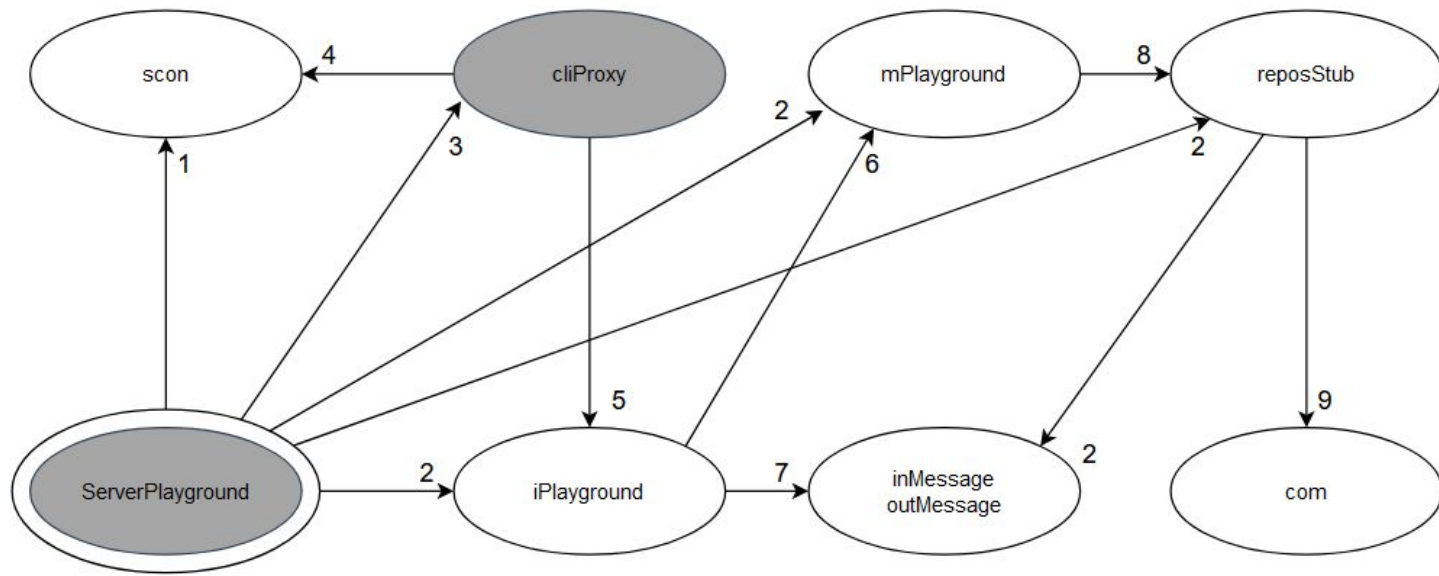 scon
4
cliProxy
mPlayground
8
reposStub
1
3
2
6
2
5
9
ServerPlayground
2
iPlayground
7
inMessage
outMessage
2
com